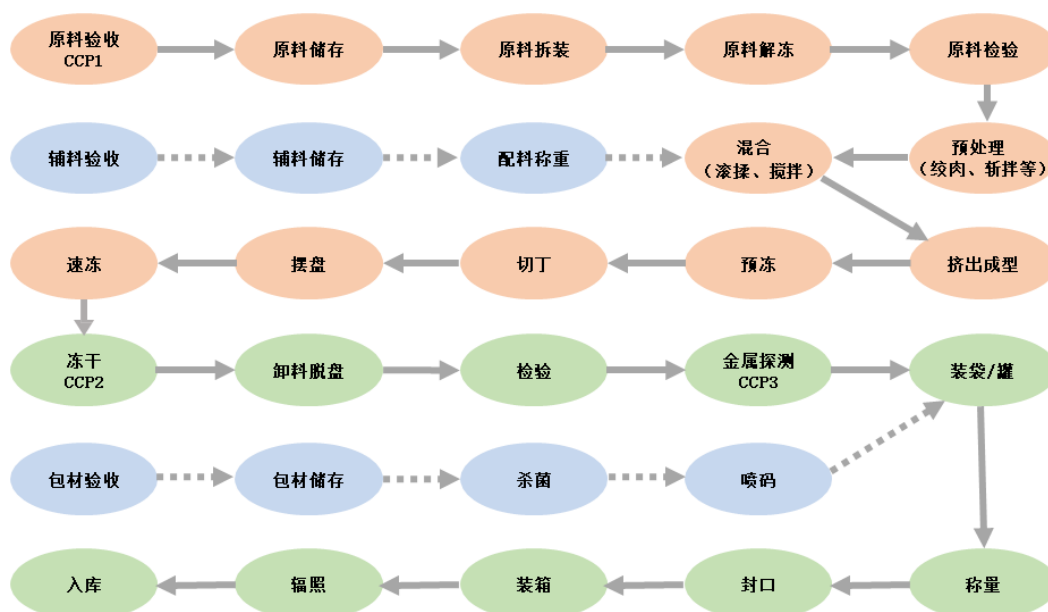 原料验收
CCP1
原料储存
原料拆装
原料解冻
原料检验
辅料验收
辅料储存
配料称重
混合
（滚揉、搅拌）
预处理
（绞肉、斩拌等）
速冻
摆盘
切丁
预冻
挤出成型
冻干
CCP2
卸料脱盘
检验
金属探测
CCP3
装袋/罐
包材验收
包材储存
杀菌
喷码
入库
辐照
装箱
封口
称量